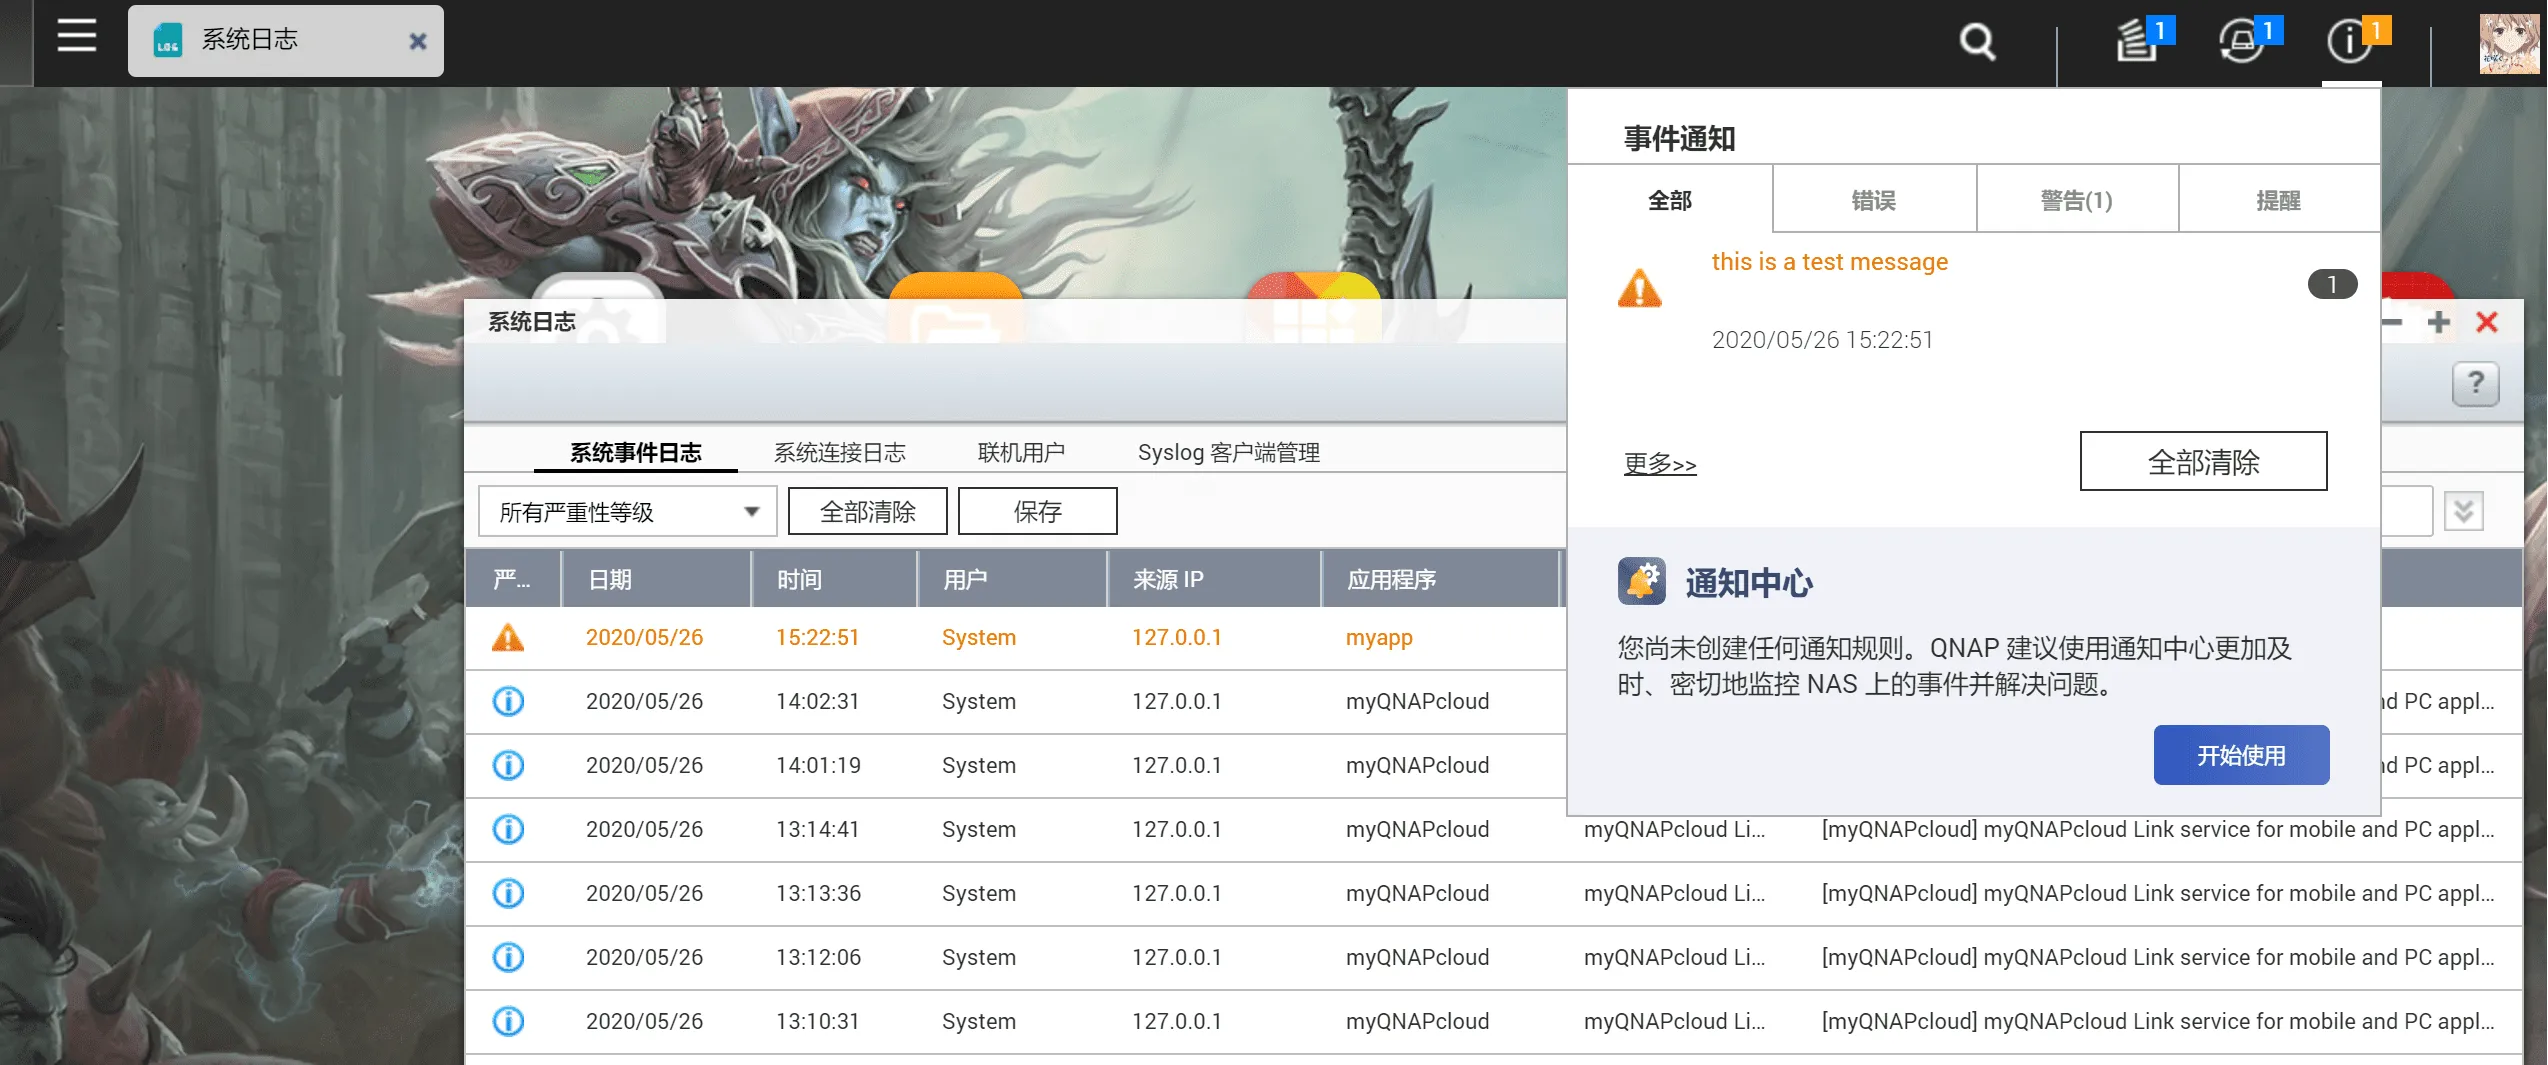 LOG 系统日志
1
1
1
事件通知
全部 错误 警告(1) 提醒
this is a test message
1
2020/05/26 15:22:51
更多>> 全部清除
通知中心
您尚未创建任何通知规则。QNAP 建议使用通知中心更加及
时、密切地监控 NAS 上的事件并解决问题。
开始使用
系统日志
?
系统事件日志 系统连接日志 联机用户 Syslog 客户端管理
所有严重性等级 全部清除 保存
严... 日期 时间 用户 来源 IP 应用程序
2020/05/26 15:22:51 System 127.0.0.1 myapp
2020/05/26 14:02:31 System 127.0.0.1 myQNAPcloud nd PC appl...
2020/05/26 14:01:19 System 127.0.0.1 myQNAPcloud nd PC appl...
2020/05/26 13:14:41 System 127.0.0.1 myQNAPcloud myQNAPcloud Li... [myQNAPcloud] myQNAPcloud Link service for mobile and PC appl...
2020/05/26 13:13:36 System 127.0.0.1 myQNAPcloud myQNAPcloud Li... [myQNAPcloud] myQNAPcloud Link service for mobile and PC appl...
2020/05/26 13:12:06 System 127.0.0.1 myQNAPcloud myQNAPcloud Li... [myQNAPcloud] myQNAPcloud Link service for mobile and PC appl...
2020/05/26 13:10:31 System 127.0.0.1 myQNAPcloud myQNAPcloud Li... [myQNAPcloud] myQNAPcloud Link service for mobile and PC appl...